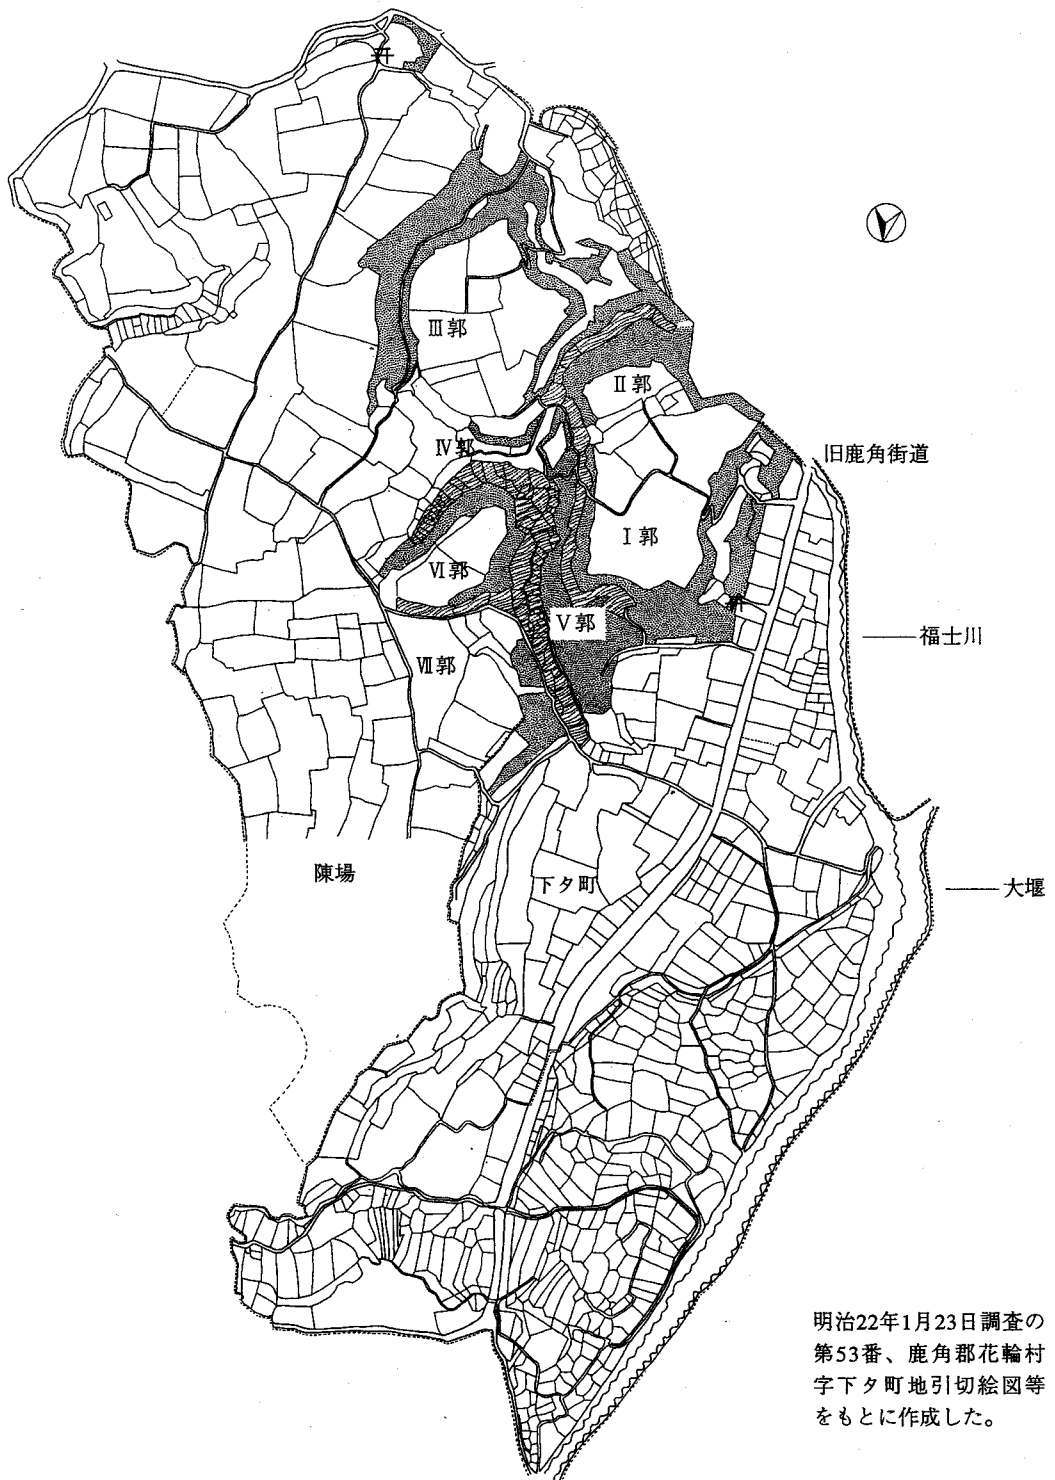 Ⅲ郭
Ⅱ郭
Ⅳ郭
旧鹿角街道
Ⅰ郭
Ⅵ郭
Ⅴ郭
福士川
Ⅶ郭
陳場
下タ町
大堰
明治22年1月23日調査の
第53番、鹿角郡花輪村
字下タ町地引切絵図等
をもとに作成した。